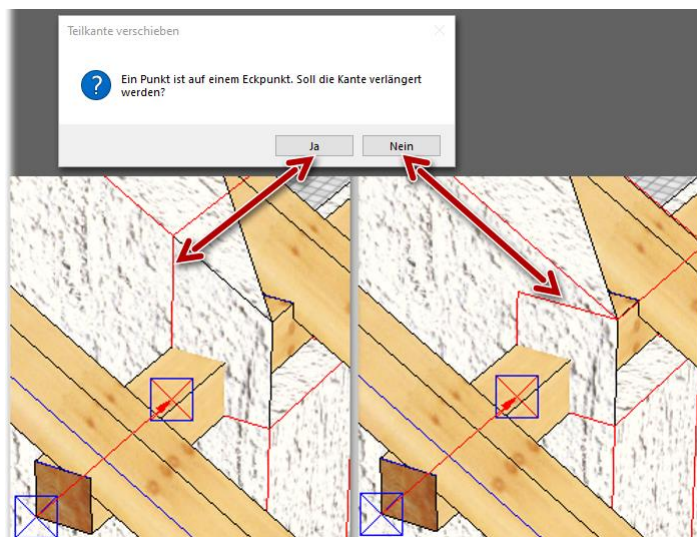 Teilkante verschieben
Ein Punkt ist auf einem Eckpunkt. Soll die Kante verlängert
werden?
Ja
Nein